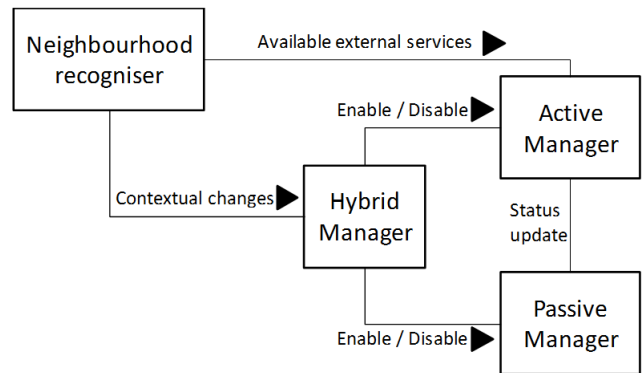 Neighbourhood
recogniser
Available external services
Enable / Disable
Active
Manager
Contextual changes
Hybrid
Manager
Status
update
Enable / Disable
Passive
Manager